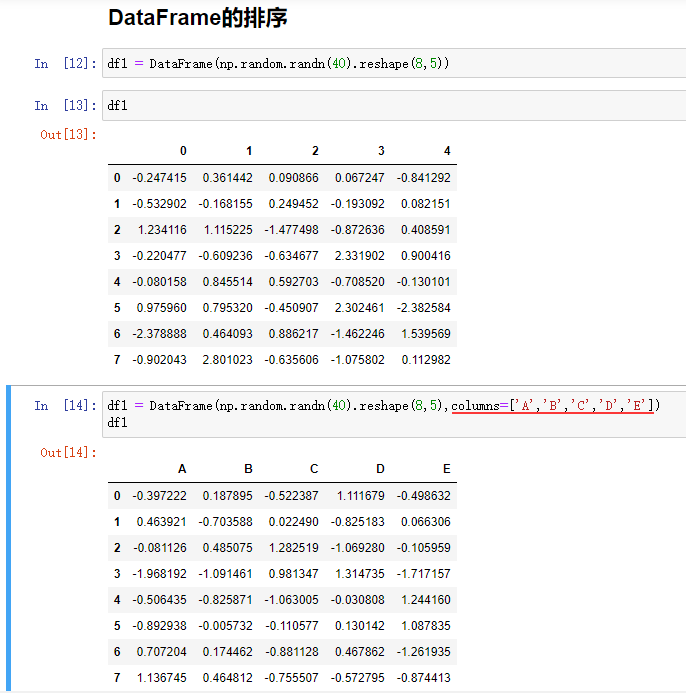 DataFrame的排序
In [12]: df1 = DataFrame(np.random.randn(40).reshape(8,5))
In [13]: df1
Out[13]:
0 1 2 3 4
0 -0.247415 0.361442 0.090866 0.067247 -0.841292
1 -0.532902 -0.168155 0.249452 -0.193092 0.082151
2 1.234116 1.115225 -1.477498 -0.872636 0.408591
3 -0.220477 -0.609236 -0.634677 2.331902 0.900416
4 -0.080158 0.845514 0.592703 -0.708520 -0.130101
5 0.975960 0.795320 -0.450907 2.302461 -2.382584
6 -2.378888 0.464093 0.886217 -1.462246 1.539569
7 -0.902043 2.801023 -0.635606 -1.075802 0.112982
In [14]: df1 = DataFrame(np.random.randn(40).reshape(8,5),columns=['A','B','C','D','E'])
df1
Out[14]:
A B C D E
0 -0.397222 0.187895 -0.522387 1.111679 -0.498632
1 0.463921 -0.703588 0.022490 -0.825183 0.066306
2 -0.081126 0.485075 1.282519 -1.069280 -0.105959
3 -1.968192 -1.091461 0.981347 1.314735 -1.717157
4 -0.506435 -0.825871 -1.063005 -0.030808 1.244160
5 -0.892938 -0.005732 -0.110577 0.130142 1.087835
6 0.707204 0.174462 -0.881128 0.467862 -1.261935
7 1.136745 0.464812 -0.755507 -0.572795 -0.874413